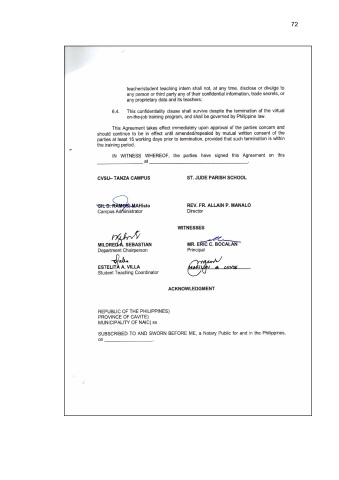 72
teacher/student teaching intern shall not, at any time, disclose or divulge to
any person or third party any of their confidential information, trade secrets, or
any proprietary data and its teachers;
6.4. This confidentiality clause shall survive despite the termination of the virtual
on-the-job training program, and shall be governed by Philippine law.
This Agreement takes effect immediately upon approval of the parties concern and
should continue to be in effect until amended/repealed by mutual written consent of the
parties at least 15 working days prior to termination, provided that such termination is within
the training period.
IN WITNESS WHEREOF, the parties have signed this Agreement on this
____________________ at ____________________________.
CVSU– TANZA CAMPUS ST. JUDE PARISH SCHOOL
GIL D. RAMOS, MAHisto REV. FR. ALLAIN P. MANALO
Campus Administrator Director
WITNESSES
MILDRED A. SEBASTIAN MR. ERIC C. BOCALAN
Department Chairperson Principal
ESTELITA A. VILLA
Student Teaching Coordinator
ACKNOWLEDGMENT
REPUBLIC OF THE PHILIPPINES)
PROVINCE OF CAVITE)
MUNICIPALITY OF NAIC) ss
SUBSCRIBED TO AND SWORN BEFORE ME, a Notary Public for and in the Philippines,
on ____________________.